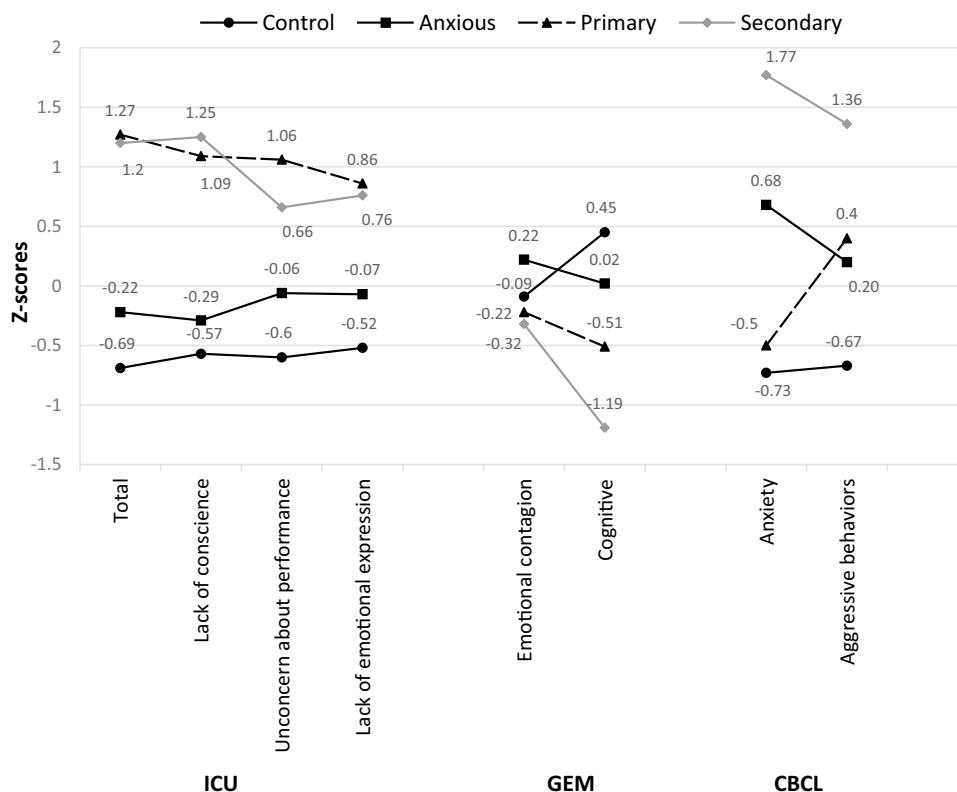 Control Anxious Primary Secondary
2
1.5
1
0.5
0
-0.5
-1
-1.5
Z-scores
1.27 1.25 1.06 0.86
1.2 1.09 0.66 0.76
-0.22 -0.29 -0.06 -0.07
-0.69 -0.57 -0.6 -0.52
0.22 0.45
-0.09 0.02
-0.22 -0.51
-0.32 -1.19
1.77 1.36
0.68 0.4
-0.5 0.20
-0.73 -0.67
Total
Lack of conscience
Unconcern about performance
Lack of emotional expression
Emotional contagion
Cognitive
Anxiety
Aggressive behaviors
ICU GEM CBCL